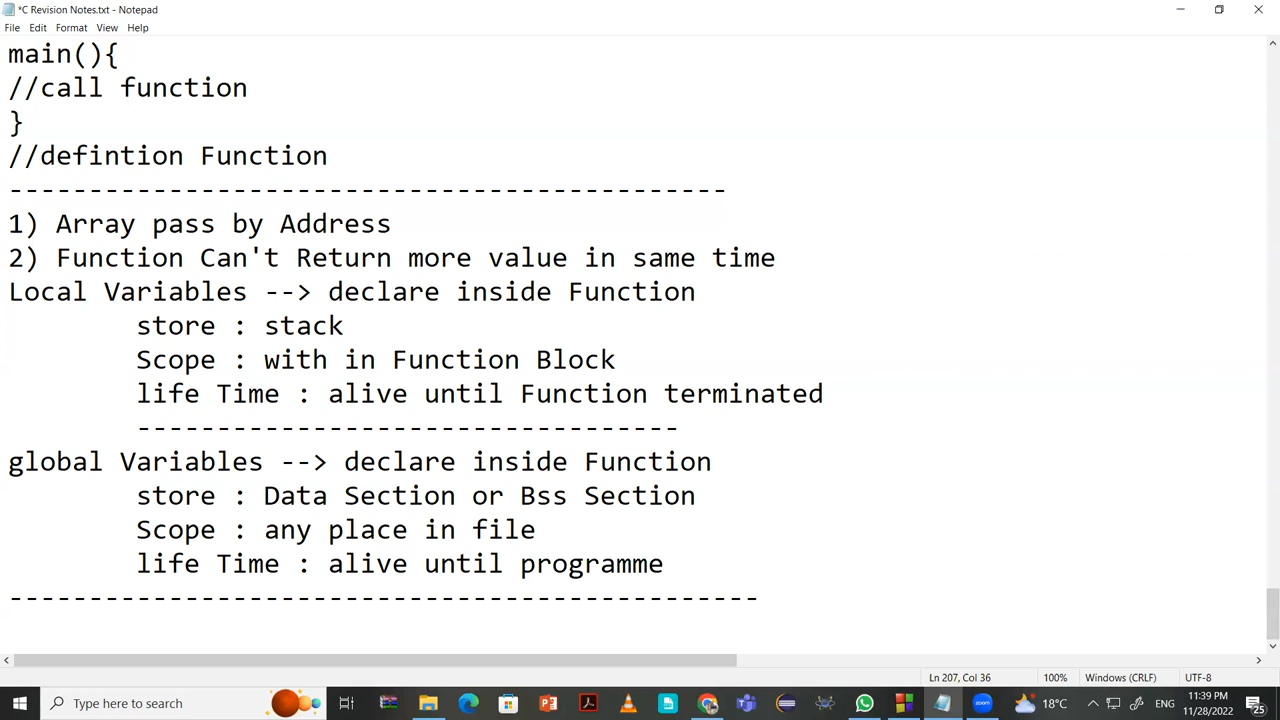 *C Revision Notes.txt - Notepad
File Edit Format View Help
main(){
//call function
}
//defintion Function
---------------------------------------------
1) Array pass by Address
2) Function Can't Return more value in same time
Local Variables --> declare inside Function
store : stack
Scope : with in Function Block
life Time : alive until Function terminated
----------------------------------
global Variables --> declare inside Function
store : Data Section or Bss Section
Scope : any place in file
life Time : alive until programme
-----------------------------------------------
Ln 207, Col 36 100% Windows (CRLF) UTF-8
Type here to search 18°C ENG 11:39 PM
11/28/2022 25